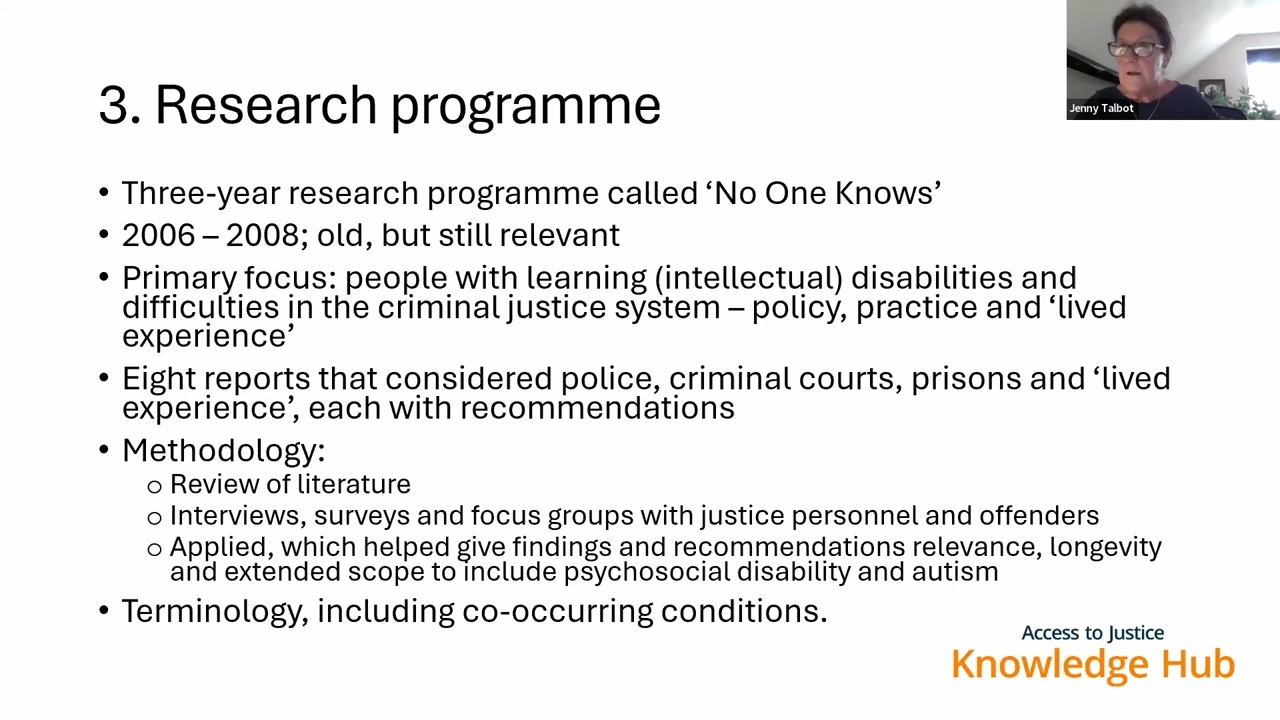 Jenny Talbot
3. Research programme
• Three-year research programme called ‘No One Knows’
• 2006 – 2008; old, but still relevant
• Primary focus: people with learning (intellectual) disabilities and
difficulties in the criminal justice system – policy, practice and ‘lived
experience’
• Eight reports that considered police, criminal courts, prisons and ‘lived
experience’, each with recommendations
• Methodology:
o Review of literature
o Interviews, surveys and focus groups with justice personnel and offenders
o Applied, which helped give findings and recommendations relevance, longevity
and extended scope to include psychosocial disability and autism
• Terminology, including co-occurring conditions.
Access to Justice
Knowledge Hub